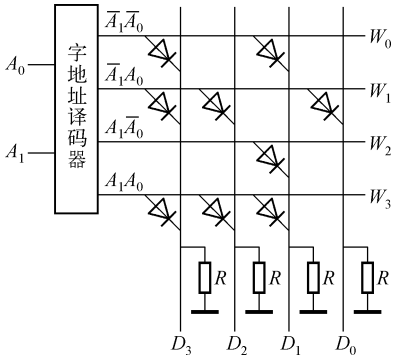 A̅₁A̅₀
W₀
A₀
字地址译码器
A̅₁A₀
W₁
A₁A̅₀
W₂
A₁
A₁A₀
W₃
R R R R
D₃ D₂ D₁ D₀